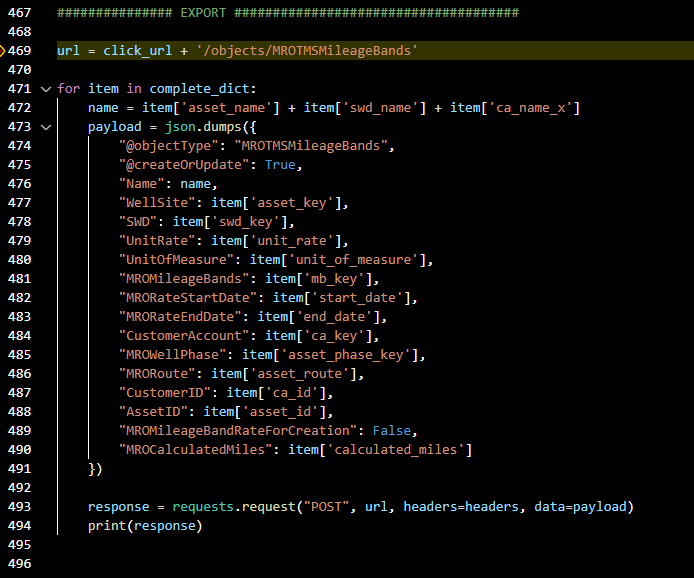 467 ############### EXPORT #####################################
468
469 url = click_url + '/objects/MROTMSMileageBands'
470
471 for item in complete_dict:
472     name = item['asset_name'] + item['swd_name'] + item['ca_name_x']
473     payload = json.dumps({
474         "@objectType": "MROTMSMileageBands",
475         "@createOrUpdate": True,
476         "Name": name,
477         "WellSite": item['asset_key'],
478         "SWD": item['swd_key'],
479         "UnitRate": item['unit_rate'],
480         "UnitOfMeasure": item['unit_of_measure'],
481         "MROMileageBands": item['mb_key'],
482         "MRORateStartDate": item['start_date'],
483         "MRORateEndDate": item['end_date'],
484         "CustomerAccount": item['ca_key'],
485         "MROWellPhase": item['asset_phase_key'],
486         "MRORoute": item['asset_route'],
487         "CustomerID": item['ca_id'],
488         "AssetID": item['asset_id'],
489         "MROMileageBandRateForCreation": False,
490         "MROCalculatedMiles": item['calculated_miles']
491     })
492
493     response = requests.request("POST", url, headers=headers, data=payload)
494     print(response)
495
496